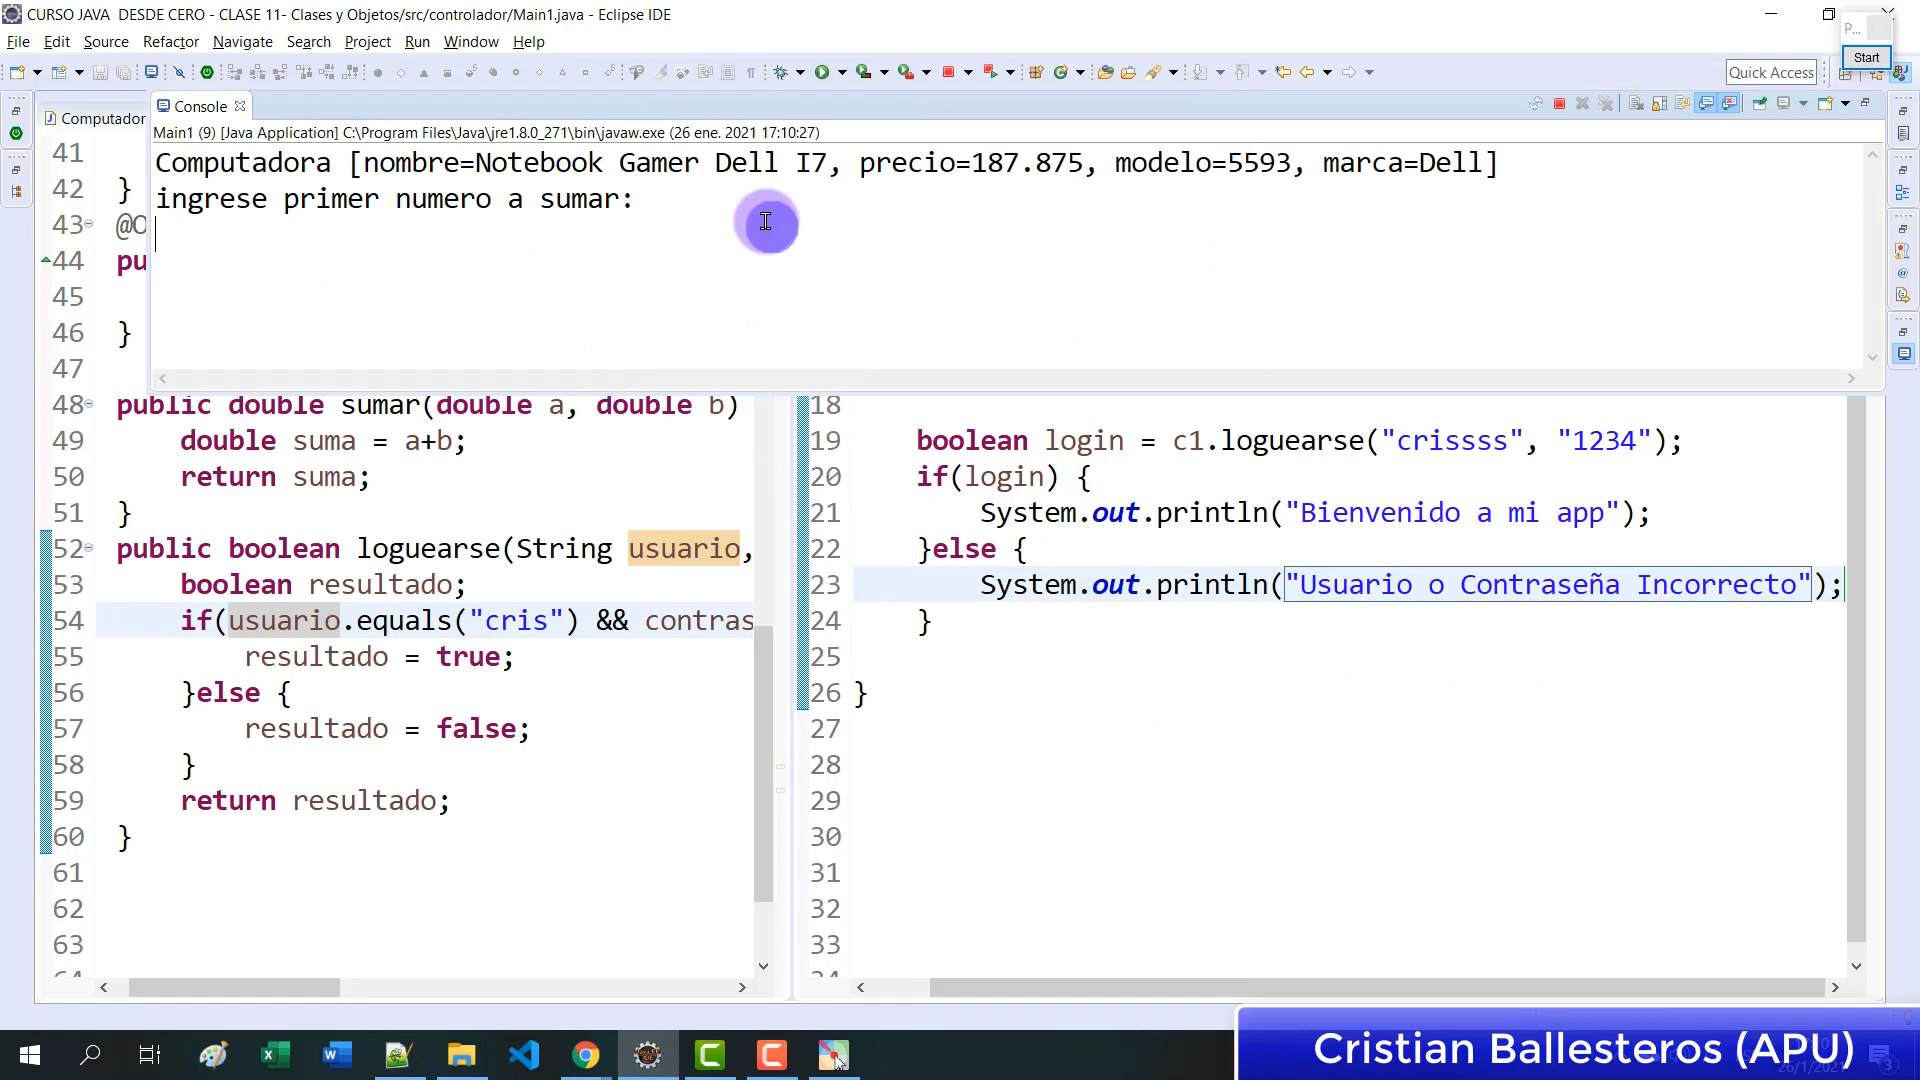 CURSO JAVA DESDE CERO - CLASE 11- Clases y Objetos/src/controlador/Main1.java - Eclipse IDE
P...
File Edit Source Refactor Navigate Search Project Run Window Help
Start
Quick Access
Computador
Console
Main1 (9) [Java Application] C:\Program Files\Java\jre1.8.0_271\bin\javaw.exe (26 ene. 2021 17:10:27)
Computadora [nombre=Notebook Gamer Dell I7, precio=187.875, modelo=5593, marca=Dell]
ingrese primer numero a sumar:
41
42 }
43 @O
44 pu
45
46 }
47
48 public double sumar(double a, double b)
49 double suma = a+b;
50 return suma;
51 }
52 public boolean loguearse(String usuario,
53 boolean resultado;
54 if(usuario.equals("cris") && contras
55 resultado = true;
56 }else {
57 resultado = false;
58 }
59 return resultado;
60 }
61
62
63
64
18
19 boolean login = c1.loguearse("crissss", "1234");
20 if(login) {
21 System.out.println("Bienvenido a mi app");
22 }else {
23 System.out.println("Usuario o Contraseña Incorrecto");
24 }
25
26 }
27
28
29
30
31
32
33
34
Cristian Ballesteros (APU)
26/1/2021